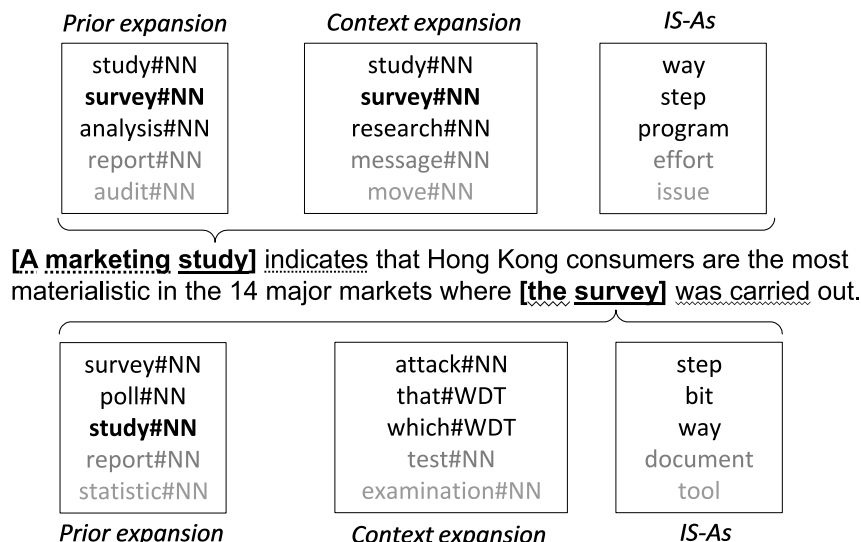 Prior expansion Context expansion IS-As
study#NN study#NN way
survey#NN survey#NN step
analysis#NN research#NN program
report#NN message#NN effort
audit#NN move#NN issue
[A marketing study] indicates that Hong Kong consumers are the most
materialistic in the 14 major markets where [the survey] was carried out.
survey#NN attack#NN step
poll#NN that#WDT bit
study#NN which#WDT way
report#NN test#NN document
statistic#NN examination#NN tool
Prior expansion Context expansion IS-As